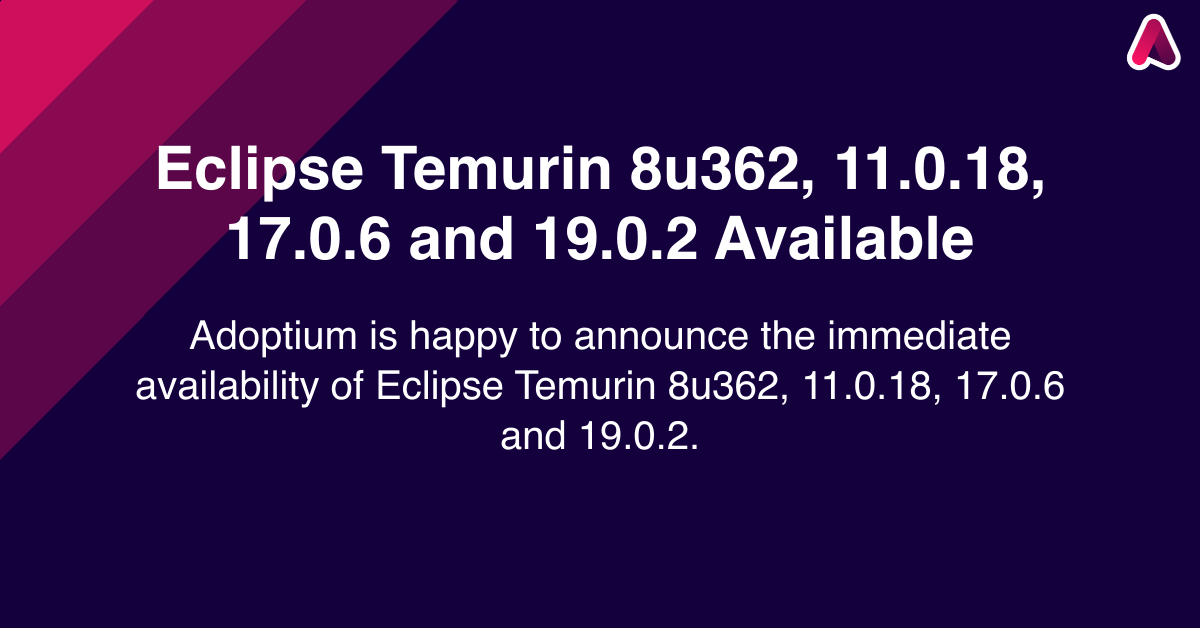 Eclipse Temurin 8u362, 11.0.18,
17.0.6 and 19.0.2 Available
Adoptium is happy to announce the immediate
availability of Eclipse Temurin 8u362, 11.0.18, 17.0.6
and 19.0.2.